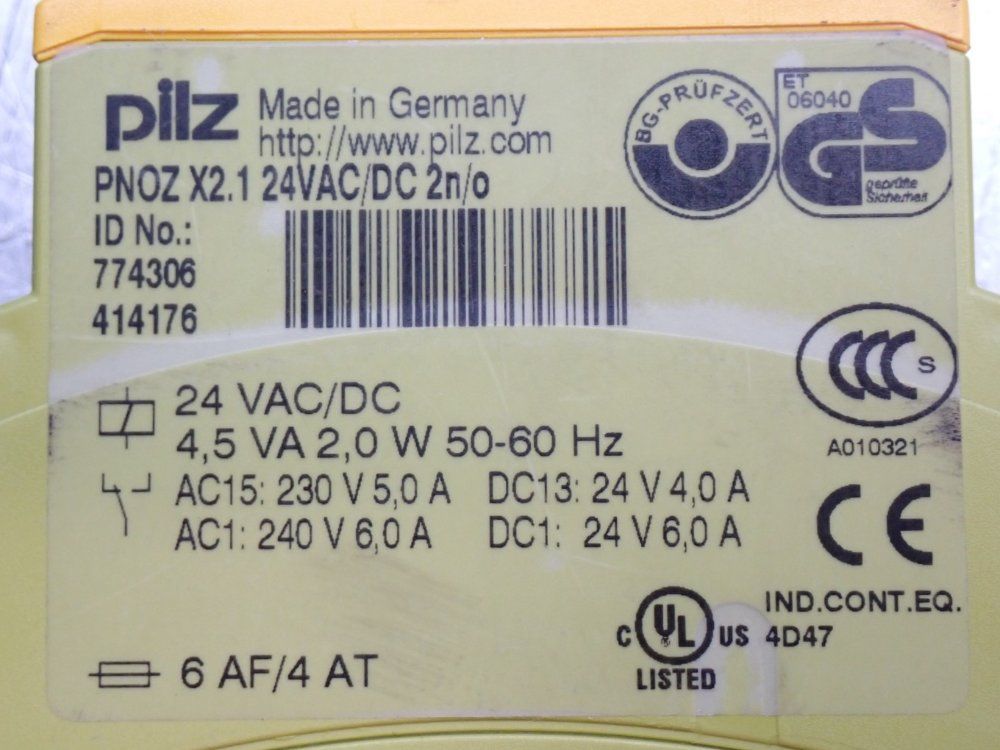 pilz Made in Germany
http://www.pilz.com
PNOZ X2.1 24VAC/DC 2n/o
ID No.:
774306
414176
BG-PRÜFZERT
ET
06040
GS
geprüfte
Sicherheit
CCC S
A010321
24 VAC/DC
4,5 VA 2,0 W 50-60 Hz
AC15: 230 V 5,0 A DC13: 24 V 4,0 A
AC1: 240 V 6,0 A DC1: 24 V 6,0 A
CE
IND.CONT.EQ.
C UL ® US 4D47
LISTED
6 AF/4 AT